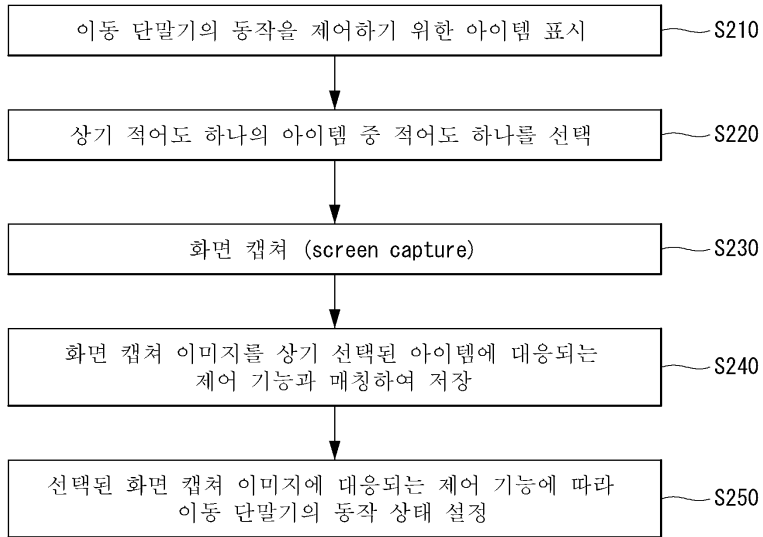 이동 단말기의 동작을 제어하기 위한 아이템 표시
S210
상기 적어도 하나의 아이템 중 적어도 하나를 선택
S220
화면 캡쳐 (screen capture)
S230
화면 캡쳐 이미지를 상기 선택된 아이템에 대응되는
제어 기능과 매칭하여 저장
S240
선택된 화면 캡쳐 이미지에 대응되는 제어 기능에 따라
이동 단말기의 동작 상태 설정
S250